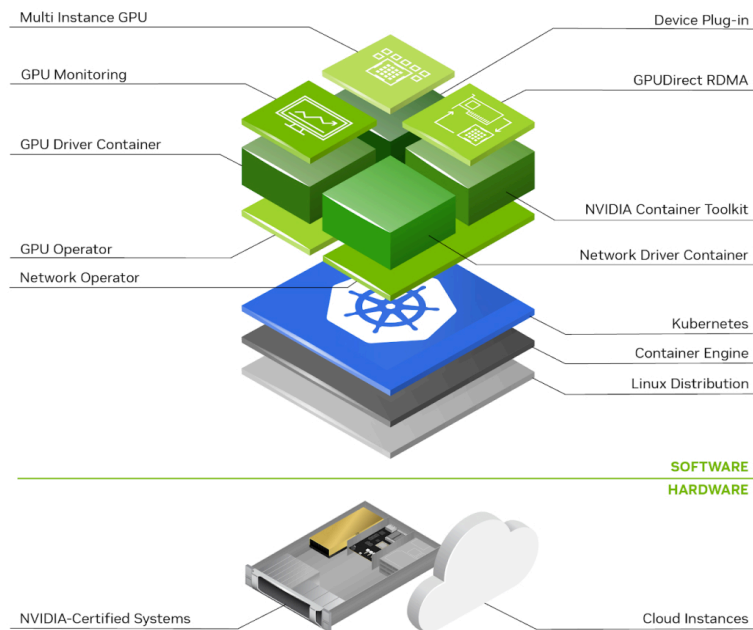 Multi Instance GPU
Device Plug-in
GPU Monitoring
GPUDirect RDMA
GPU Driver Container
NVIDIA Container Toolkit
GPU Operator
Network Driver Container
Network Operator
Kubernetes
Container Engine
Linux Distribution
SOFTWARE
HARDWARE
NVIDIA-Certified Systems
Cloud Instances